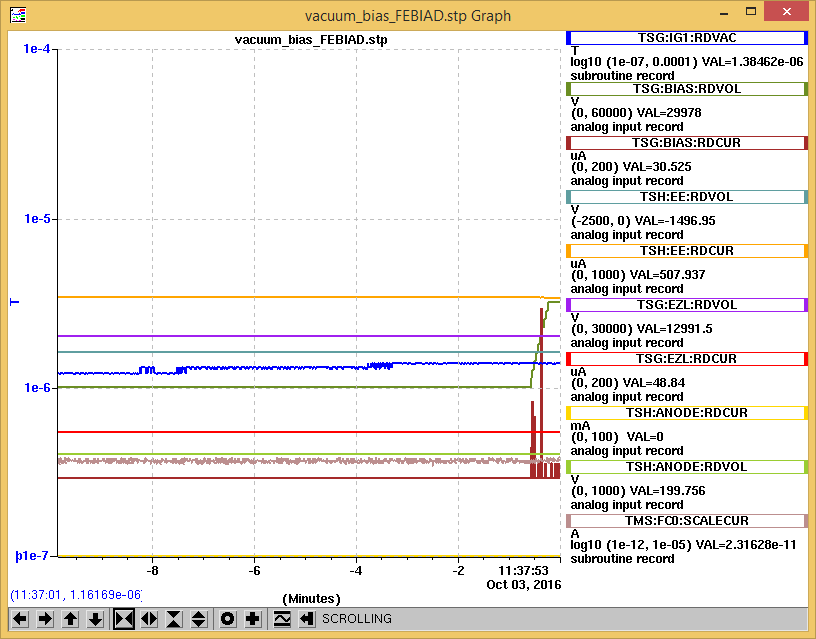 vacuum_bias_FEBIAD.stp Graph
vacuum_bias_FEBIAD.stp
1e-4
1e-5
T
1e-6
1e-7
-8
-6
-4
-2
11:37:53
Oct 03, 2016
(Minutes)
(11:37:01, 1.16169e-06)
TSG:IG1:RDVAC
T
log10 (1e-07, 0.0001) VAL=1.38462e-06
subroutine record
TSG:BIAS:RDVOL
V
(0, 60000) VAL=29978
analog input record
TSG:BIAS:RDCUR
uA
(0, 200) VAL=30.525
analog input record
TSH:EE:RDVOL
V
(-2500, 0) VAL=-1496.95
analog input record
TSH:EE:RDCUR
uA
(0, 1000) VAL=507.937
analog input record
TSG:EZL:RDVOL
V
(0, 30000) VAL=12991.5
analog input record
TSG:EZL:RDCUR
uA
(0, 200) VAL=48.84
analog input record
TSH:ANODE:RDCUR
mA
(0, 100) VAL=0
analog input record
TSH:ANODE:RDVOL
V
(0, 1000) VAL=199.756
analog input record
TMS:FC0:SCALECUR
A
log10 (1e-12, 1e-05) VAL=2.31628e-11
subroutine record
SCROLLING